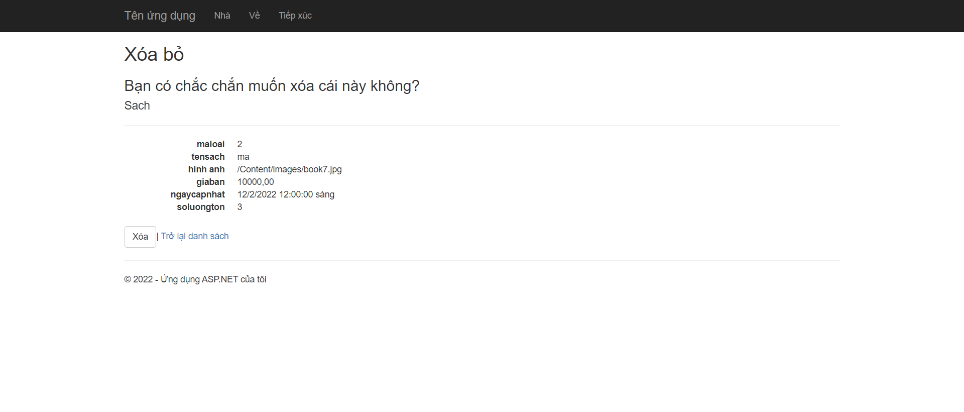 Tên ứng dụng Nhà Về Tiếp xúc
Xóa bỏ
Bạn có chắc chắn muốn xóa cái này không?
Sach
maloai 2
tensach ma
hinh anh /Content/images/book7.jpg
giaban 10000,00
ngaycapnhat 12/2/2022 12:00:00 sáng
soluongton 3
Xóa | Trở lại danh sách
© 2022 - Ứng dụng ASP.NET của tôi